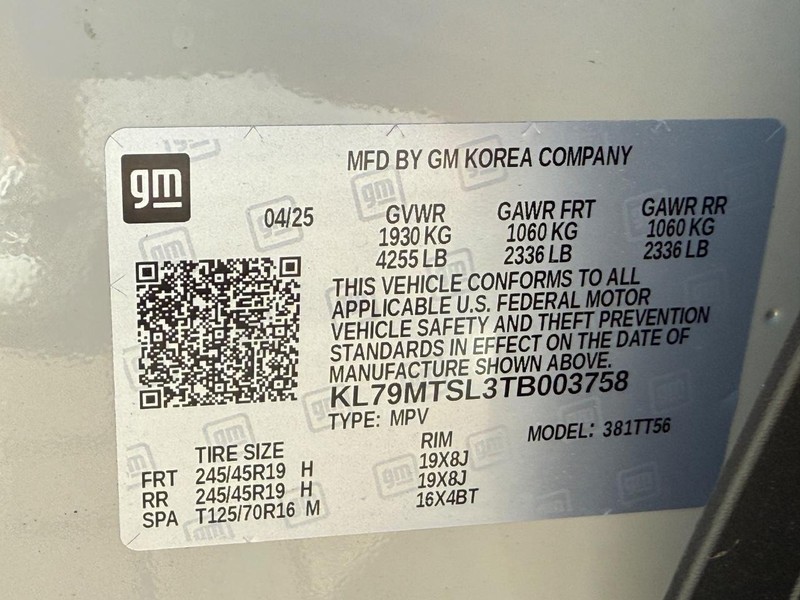 gm
MFD BY GM KOREA COMPANY
04/25
GVWR GAWR FRT GAWR RR
1930 KG 1060 KG 1060 KG
4255 LB 2336 LB 2336 LB
THIS VEHICLE CONFORMS TO ALL
APPLICABLE U.S. FEDERAL MOTOR
VEHICLE SAFETY AND THEFT PREVENTION
STANDARDS IN EFFECT ON THE DATE OF
MANUFACTURE SHOWN ABOVE.
KL79MTSL3TB003758
TYPE: MPV MODEL: 381TT56
TIRE SIZE RIM
FRT 245/45R19 H 19X8J
RR 245/45R19 H 19X8J
SPA T125/70R16 M 16X4BT